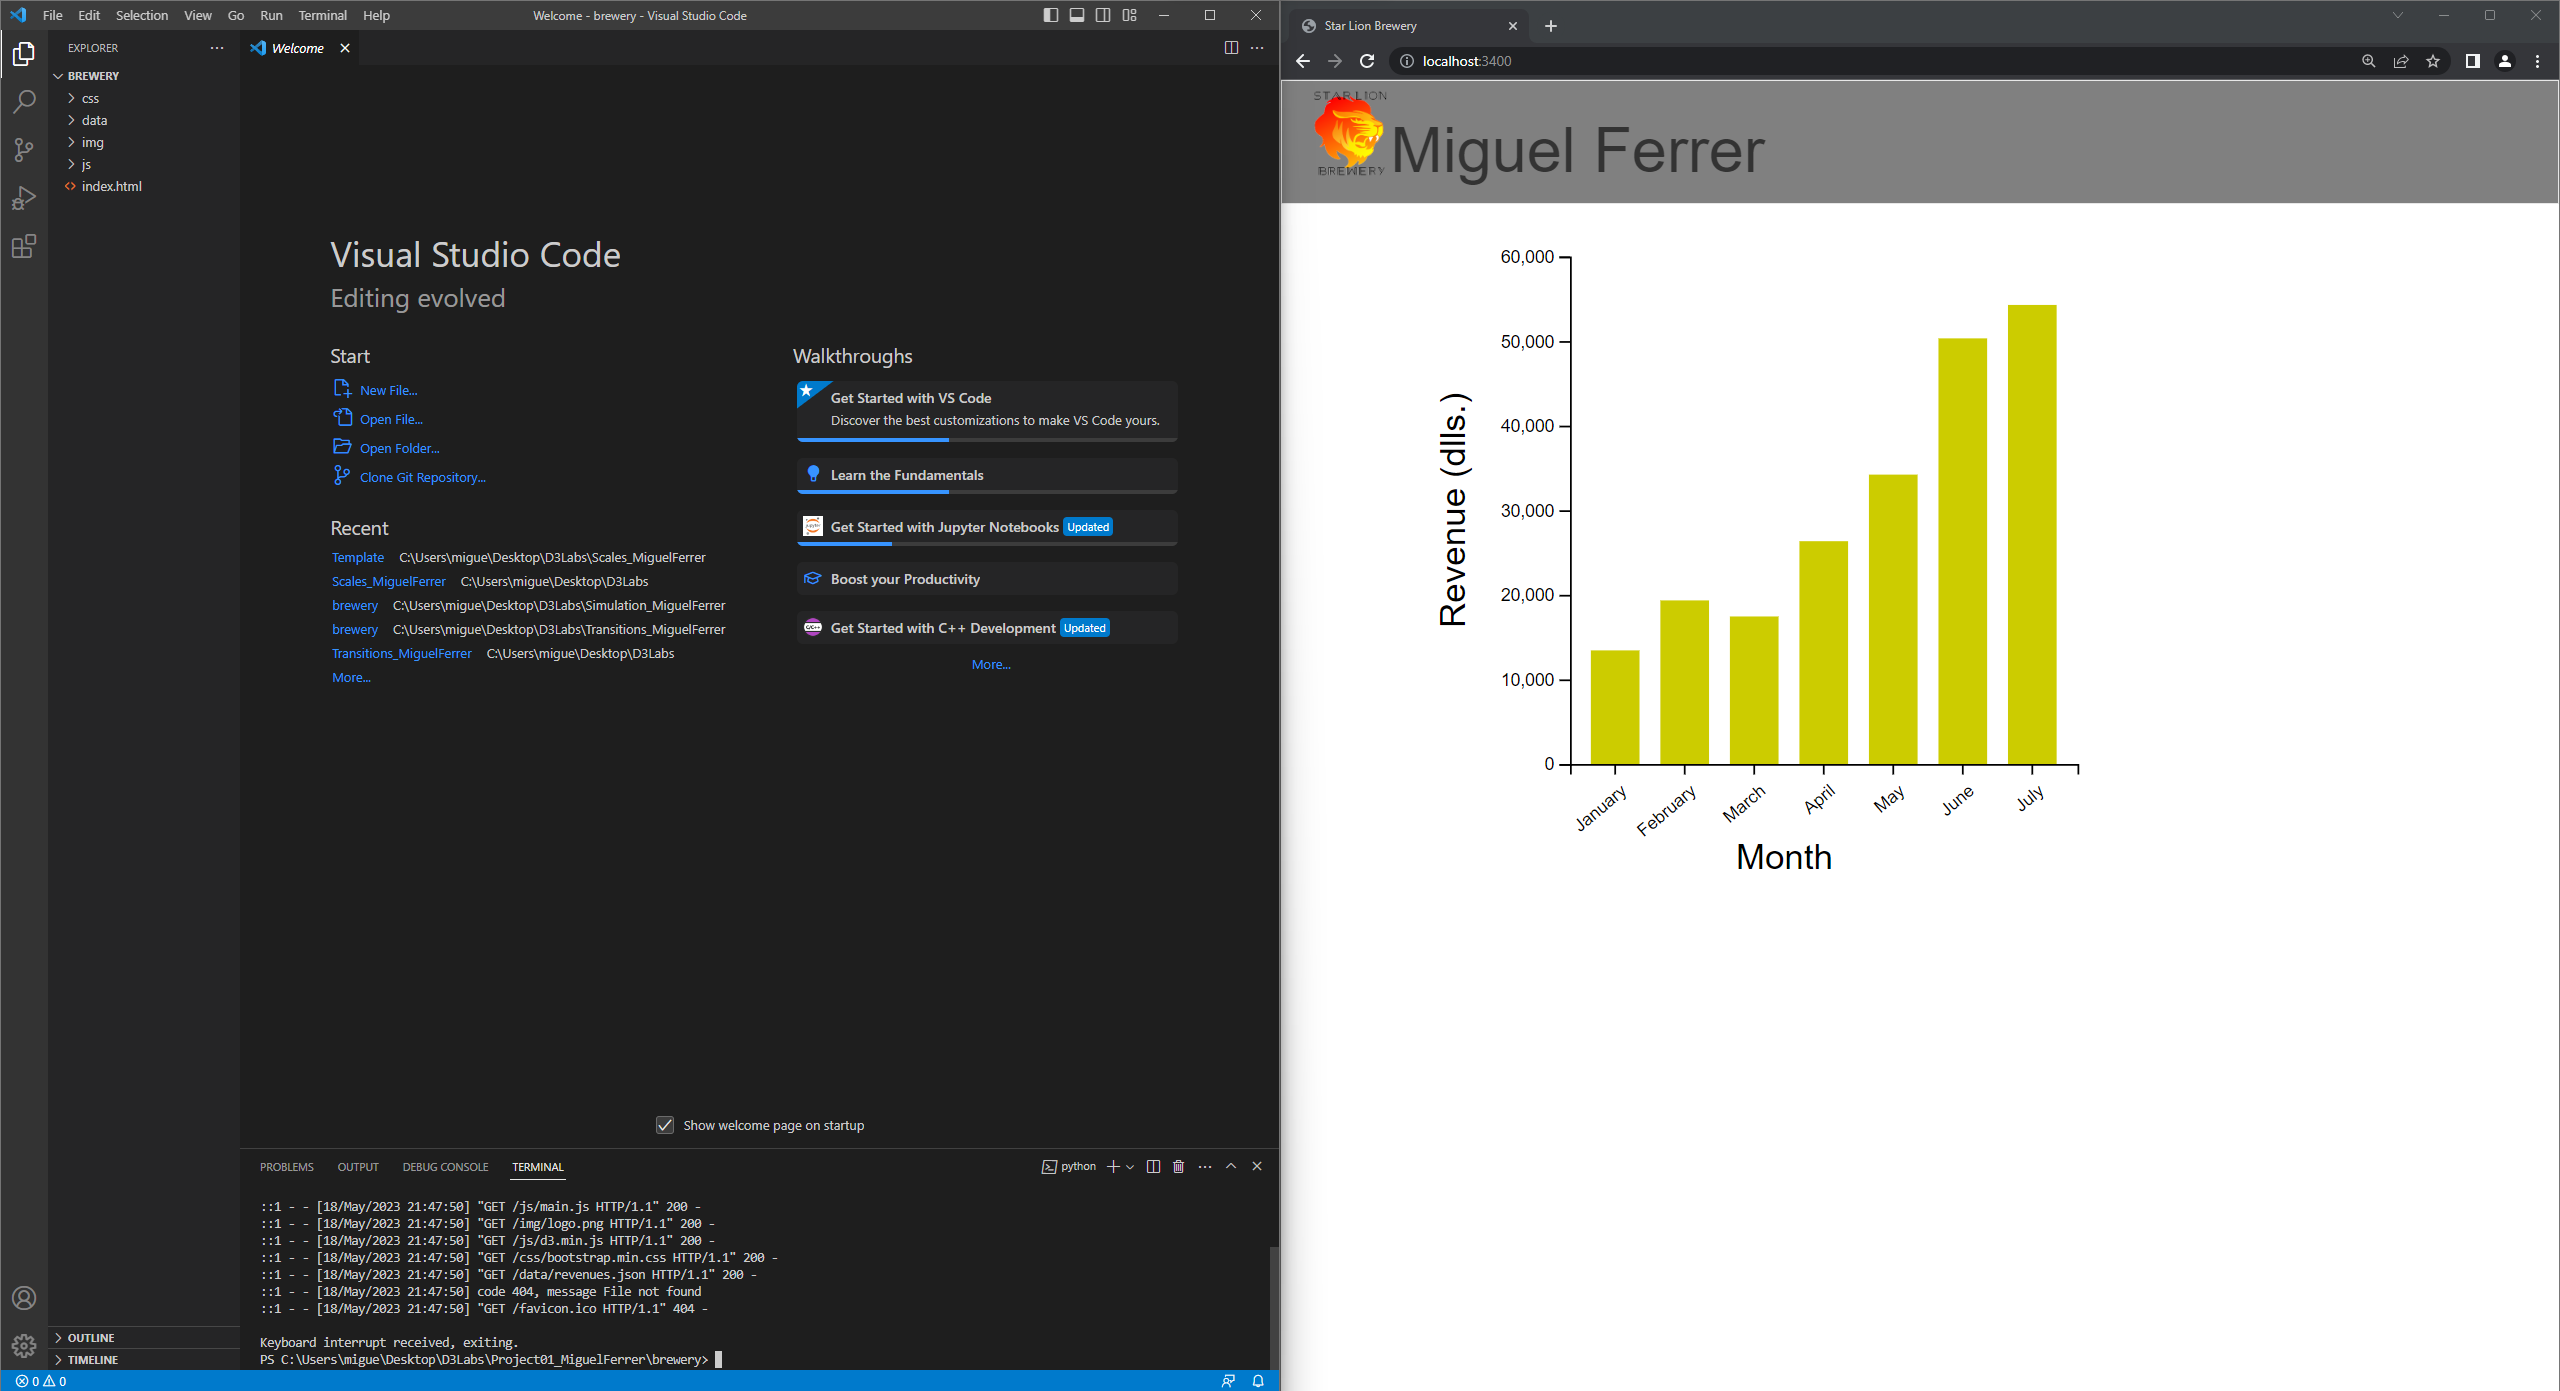 File Edit Selection View Go Run Terminal Help
Welcome - brewery - Visual Studio Code
EXPLORER
BREWERY
css
data
img
js
index.html
OUTLINE
TIMELINE
Welcome
Visual Studio Code
Editing evolved
Start
New File...
Open File...
Open Folder...
Clone Git Repository...
Recent
Template C:\Users\migue\Desktop\D3Labs\Scales_MiguelFerrer
Scales_MiguelFerrer C:\Users\migue\Desktop\D3Labs
brewery C:\Users\migue\Desktop\D3Labs\Simulation_MiguelFerrer
brewery C:\Users\migue\Desktop\D3Labs\Transitions_MiguelFerrer
Transitions_MiguelFerrer C:\Users\migue\Desktop\D3Labs
More...
Walkthroughs
Get Started with VS Code
Discover the best customizations to make VS Code yours.
Learn the Fundamentals
Get Started with Jupyter Notebooks Updated
Boost your Productivity
Get Started with C++ Development Updated
More...
Show welcome page on startup
PROBLEMS OUTPUT DEBUG CONSOLE TERMINAL
python
::1 - - [18/May/2023 21:47:50] "GET /js/main.js HTTP/1.1" 200 -
::1 - - [18/May/2023 21:47:50] "GET /img/logo.png HTTP/1.1" 200 -
::1 - - [18/May/2023 21:47:50] "GET /js/d3.min.js HTTP/1.1" 200 -
::1 - - [18/May/2023 21:47:50] "GET /css/bootstrap.min.css HTTP/1.1" 200 -
::1 - - [18/May/2023 21:47:50] "GET /data/revenues.json HTTP/1.1" 200 -
::1 - - [18/May/2023 21:47:50] code 404, message File not found
::1 - - [18/May/2023 21:47:50] "GET /favicon.ico HTTP/1.1" 404 -
Keyboard interrupt received, exiting.
PS C:\Users\migue\Desktop\D3Labs\Project01_MiguelFerrer\brewery>
0 0
Star Lion Brewery
localhost:3400
STAR LION
BREWERY
Miguel Ferrer
60,000
50,000
40,000
30,000
20,000
10,000
0
Revenue (dlls.)
January
February
March
April
May
June
July
Month